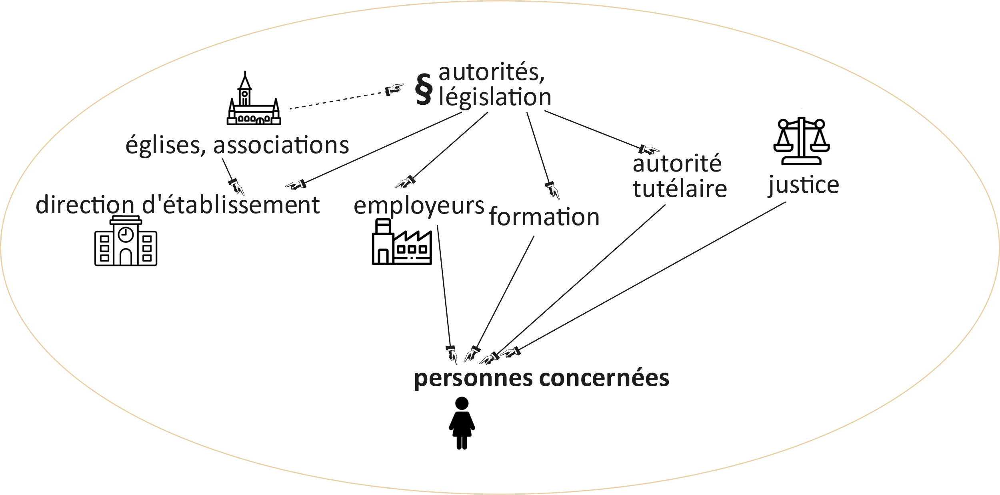 § autorités,
législation
églises, associations
autorité
tutélaire
justice
direction d'établissement
employeurs
formation
personnes concernées